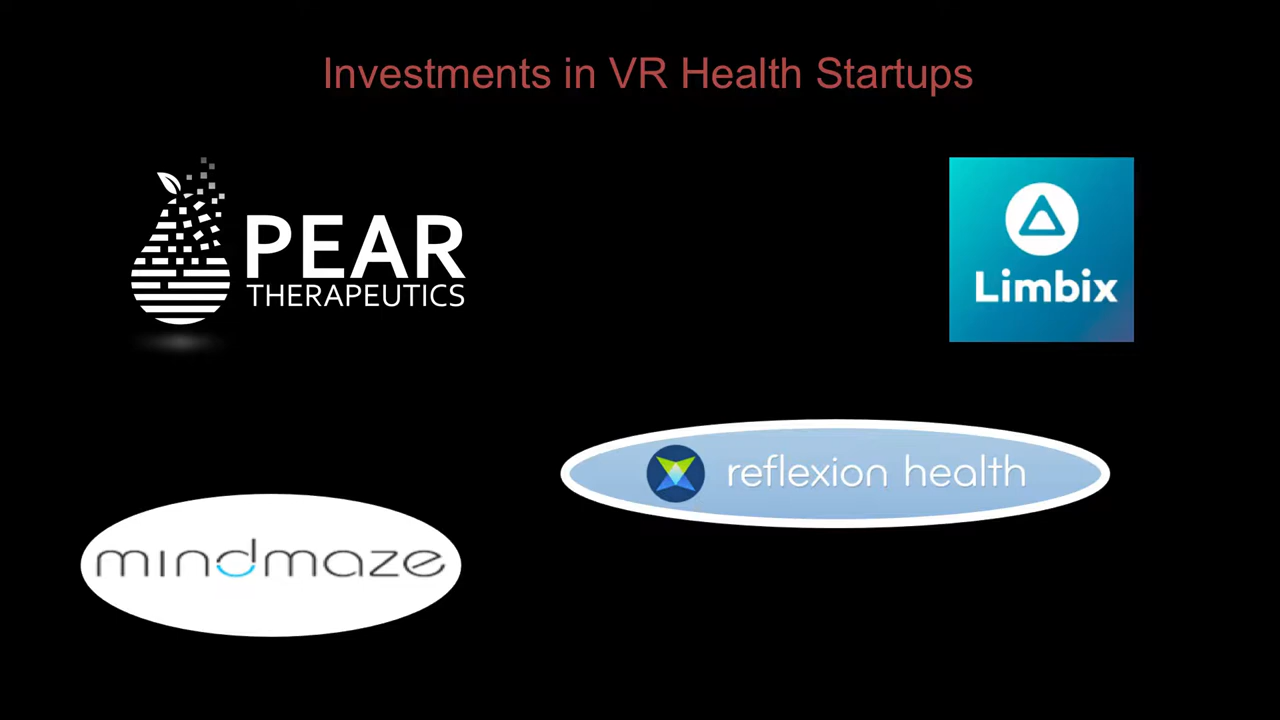 Investments in VR Health Startups
PEAR
THERAPEUTICS
Limbix
reflexion health
mindmaze